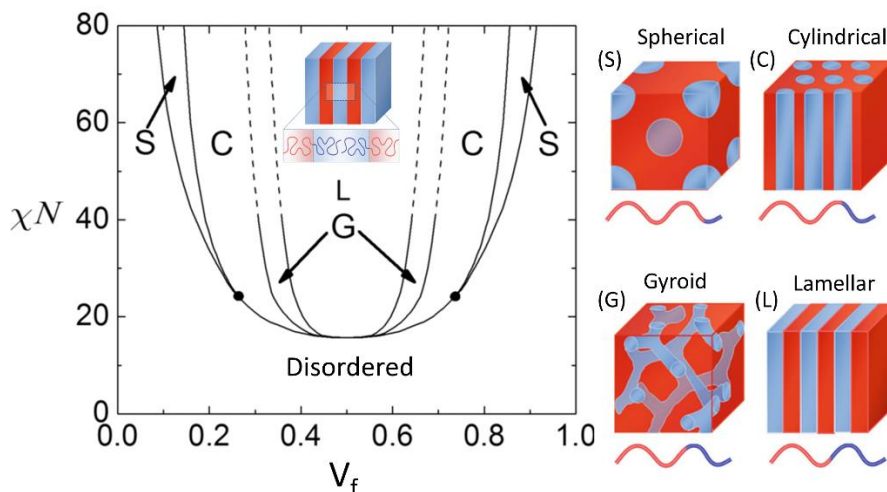 80
60
40
20
0
χN
S
C
L
G
C
S
Disordered
0.0 0.2 0.4 0.6 0.8 1.0
V_f
Spherical
(S)
Cylindrical
(C)
Gyroid
(G)
Lamellar
(L)